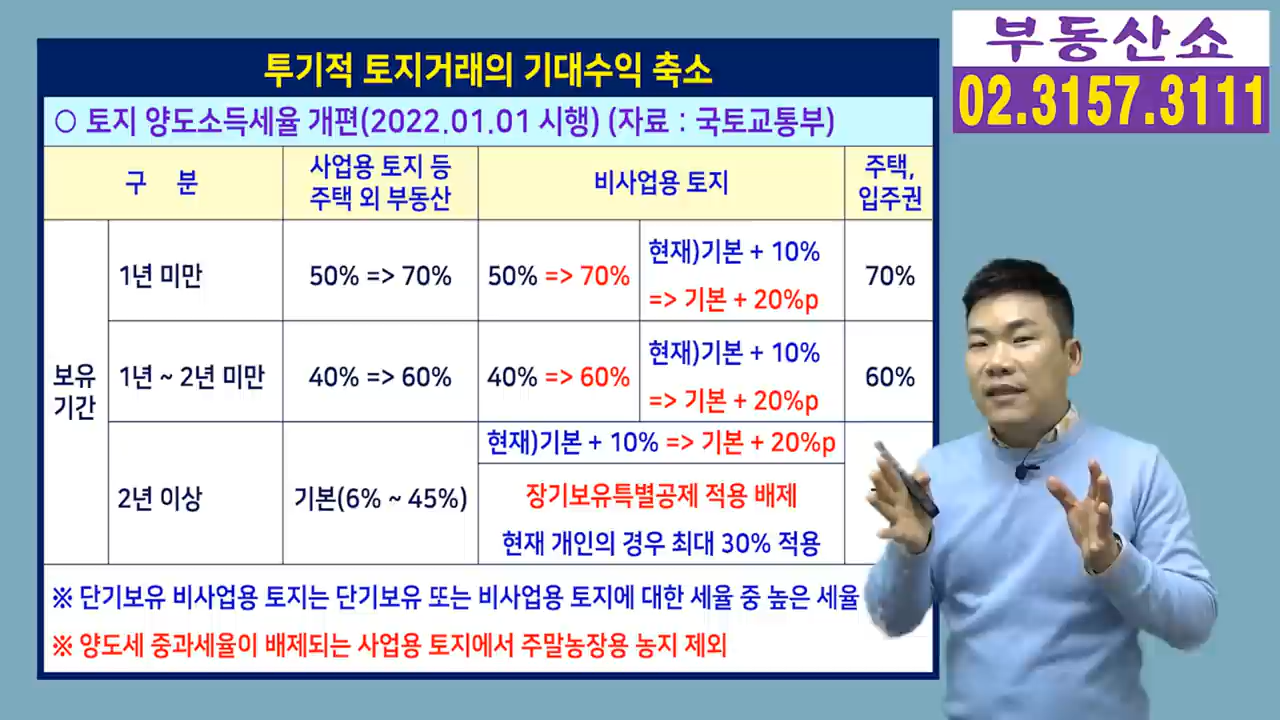 부동산쇼
02.3157.3111
투기적 토지거래의 기대수익 축소
○ 토지 양도소득세율 개편(2022.01.01 시행) (자료 : 국토교통부)
구 분
사업용 토지 등
주택 외 부동산
비사업용 토지
주택,
입주권
보유
기간
1년 미만
50% => 70%
50% => 70%
현재)기본 + 10%
=> 기본 + 20%p
70%
1년 ~ 2년 미만
40% => 60%
40% => 60%
현재)기본 + 10%
=> 기본 + 20%p
60%
2년 이상
기본(6% ~ 45%)
현재)기본 + 10% => 기본 + 20%p
장기보유특별공제 적용 배제
현재 개인의 경우 최대 30% 적용
※ 단기보유 비사업용 토지는 단기보유 또는 비사업용 토지에 대한 세율 중 높은 세율
※ 양도세 중과세율이 배제되는 사업용 토지에서 주말농장용 농지 제외